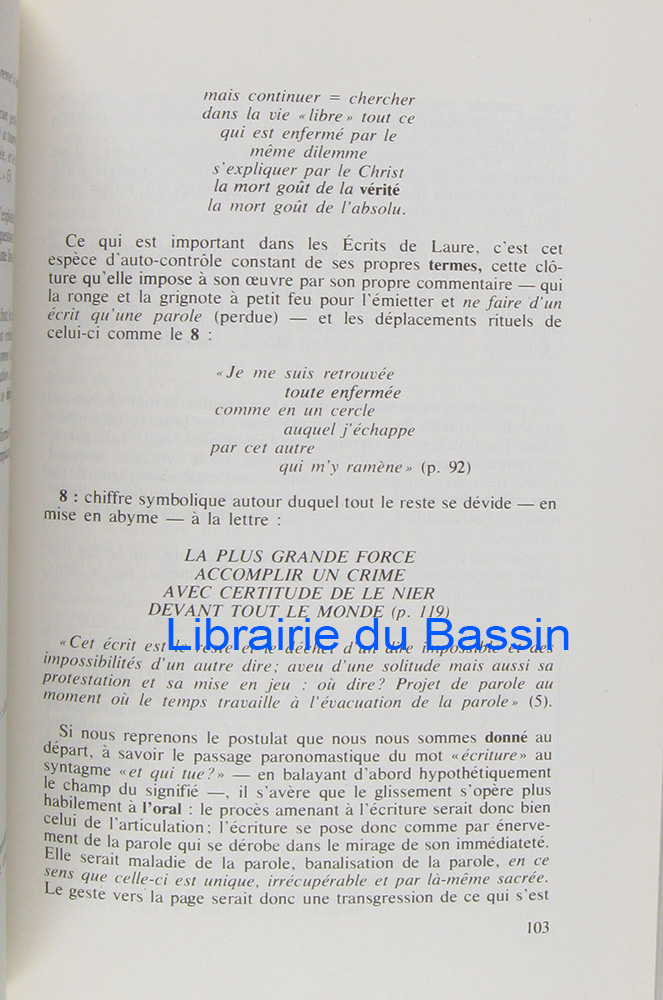 mais continuer = chercher
dans la vie « libre » tout ce
qui est enfermé par le
même dilemme
s'expliquer par le Christ
la mort goût de la vérité
la mort goût de l'absolu.
Ce qui est important dans les Écrits de Laure, c'est cet
espèce d'auto-contrôle constant de ses propres termes, cette clô-
ture qu'elle impose à son œuvre par son propre commentaire — qui
la ronge et la grignote à petit feu pour l'émietter et ne faire d'un
écrit qu'une parole (perdue) — et les déplacements rituels de
celui-ci comme le 8 :
« Je me suis retrouvée
toute enfermée
comme en un cercle
auquel j'échappe
par cet autre
qui m'y ramène » (p. 92)
8 : chiffre symbolique autour duquel tout le reste se dévide — en
mise en abyme — à la lettre :
LA PLUS GRANDE FORCE
ACCOMPLIR UN CRIME
AVEC CERTITUDE DE LE NIER
DEVANT TOUT LE MONDE (p. 119)
Librairie du Bassin
« Cet écrit est le reste et le déchet d'un dire impossible et des
impossibilités d'un autre dire ; aveu d'une solitude mais aussi sa
protestation et sa mise en jeu : où dire ? Projet de parole au
moment où le temps travaille à l'évacuation de la parole » (5).
Si nous reprenons le postulat que nous nous sommes donné au
départ, à savoir le passage paronomastique du mot « écriture » au
syntagme « et qui tue ? » — en balayant d'abord hypothétiquement
le champ du signifié —, il s'avère que le glissement s'opère plus
habilement à l'oral : le procès amenant à l'écriture serait donc bien
celui de l'articulation ; l'écriture se pose donc comme par énerve-
ment de la parole qui se dérobe dans le mirage de son immédiateté.
Elle serait maladie de la parole, banalisation de la parole, en ce
sens que celle-ci est unique, irrécupérable et par là-même sacrée.
Le geste vers la page serait donc une transgression de ce qui s'est
103